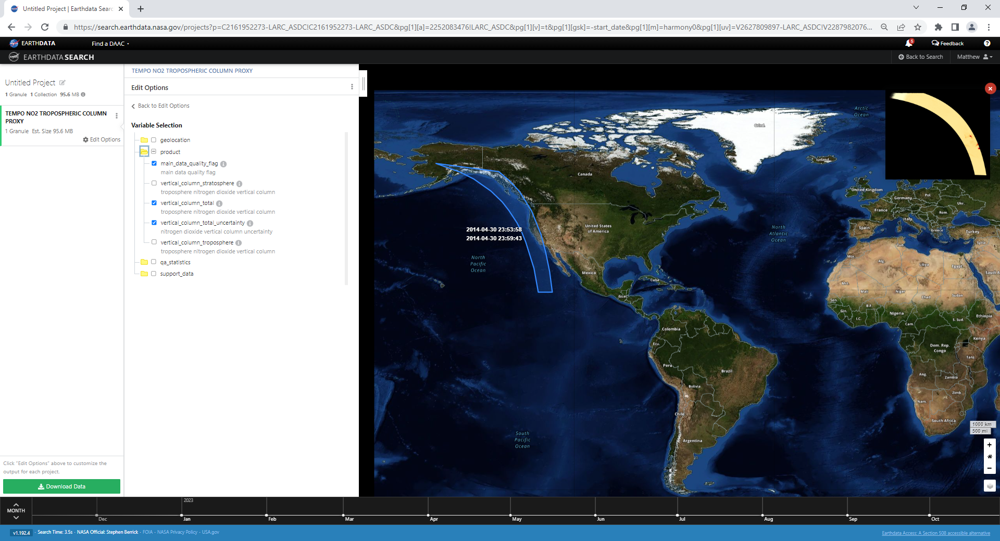 Untitled Project | Earthdata Searc
https://search.earthdata.nasa.gov/projects?p=C2161952273-LARC_ASDC!C2161952273-LARC_ASDC&pg[1][a]=2252083476!LARC_ASDC&pg[1][v]=t&pg[1][gsk]=-start_date&pg[1][m]=harmony0&pg[1][uv]=V2627809897-LARC_ASDC!V2287982076...
EARTHDATA
Find a DAAC
6
Feedback
?
EARTHDATA SEARCH
Back to Search
Matthew
Untitled Project
1 Granule 1 Collection 95.6 MB
TEMPO NO2 TROPOSPHERIC COLUMN
PROXY
1 Granule Est. Size 95.6 MB
Edit Options
Click "Edit Options" above to customize the
output for each project.
Download Data
TEMPO NO2 TROPOSPHERIC COLUMN PROXY
Edit Options
Back to Edit Options
Variable Selection
geolocation
product
main_data_quality_flag
main data quality flag
vertical_column_stratosphere
troposphere nitrogen dioxide vertical column
vertical_column_total
troposphere nitrogen dioxide vertical column
vertical_column_total_uncertainty
nitrogen dioxide vertical column uncertainty
vertical_column_troposphere
troposphere nitrogen dioxide vertical column
qa_statistics
support_data
Arctic
Ocean
Grlnd.
Iceland
Canada
United Kingdom
Germany
Pol.
Ukr.
France
Rom.
Italy
Spain
Greece
Turkey
Syria
2014-04-30 23:53:58
2014-04-30 23:59:43
United States
of America
North
Atlantic
Ocean
North
Pacific
Ocean
Tun.
Mor.
Alg.
Libya
Egypt
Saudi A
Mexico
Cuba
Guat.
Mrt.
Mali
Niger
Chad
Sudan
Sen.
Gin.
B.F.
I.C.
Nigeria
Cam.
S. Sud.
Ethiopia
Colombia
Ecu.
Peru
Brazil
Bolivia
Chile
Argentina
Kenya
Dem. Rep.
Congo
Tanz.
Ang.
Zambia
Zimb.
Nam.
South Africa
South
Pacific
Ocean
1000 km
500 mi
MONTH
2023
Dec
Jan
Feb
Mar
Apr
May
Jun
Jul
Aug
Sep
Oct
v1.192.4 · Search Time: 3.5s · NASA Official: Stephen Berrick · FOIA · NASA Privacy Policy · USA.gov
Earthdata Access: A Section 508 accessible alternative